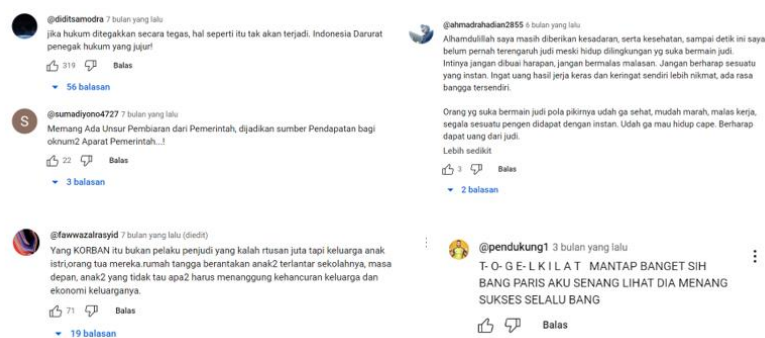 @diditsamodra 7 bulan yang lalu
jika hukum ditegakkan secara tegas, hal seperti itu tak akan terjadi. Indonesia Darurat
penegak hukum yang jujur!
319 Balas
56 balasan
S
@sumadiyono4727 7 bulan yang lalu
Memang Ada Unsur Pembiaran dari Pemerintah, dijadikan sumber Pendapatan bagi
oknum2 Aparat Pemerintah...!
22 Balas
3 balasan
@fawwazalrasyid 7 bulan yang lalu (diedit)
Yang KORBAN itu bukan pelaku penjudi yang kalah rtusan juta tapi keluarga anak
istri,orang tua mereka.rumah tangga berantakan anak2 terlantar sekolahnya, masa
depan, anak2 yang tidak tau apa2 harus menanggung kehancuran keluarga dan
ekonomi keluarganya.
71 Balas
19 balasan
@ahmadrahadian2855 6 bulan yang lalu
Alhamdulillah saya masih diberikan kesadaran, serta kesehatan, sampai detik ini saya
belum pernah terengaruh judi meski hidup dilingkungan yg suka bermain judi.
Intinya jangan dibuai harapan, jangan bermalas malasan. Jangan berharap sesuatu
yang instan. Ingat uang hasil jerja keras dan keringat sendiri lebih nikmat, ada rasa
bangga tersendiri.
Orang yg suka bermain judi pola pikirnya udah ga sehat, mudah marah, malas kerja,
segala sesuatu pengen didapat dengan instan. Udah ga mau hidup cape. Berharap
dapat uang dari judi.
Lebih sedikit
3 Balas
2 balasan
@pendukung1 3 bulan yang lalu
T- O- G E- L K I L A T MANTAP BANGET SIH
BANG PARIS AKU SENANG LIHAT DIA MENANG
SUKSES SELALU BANG
Balas